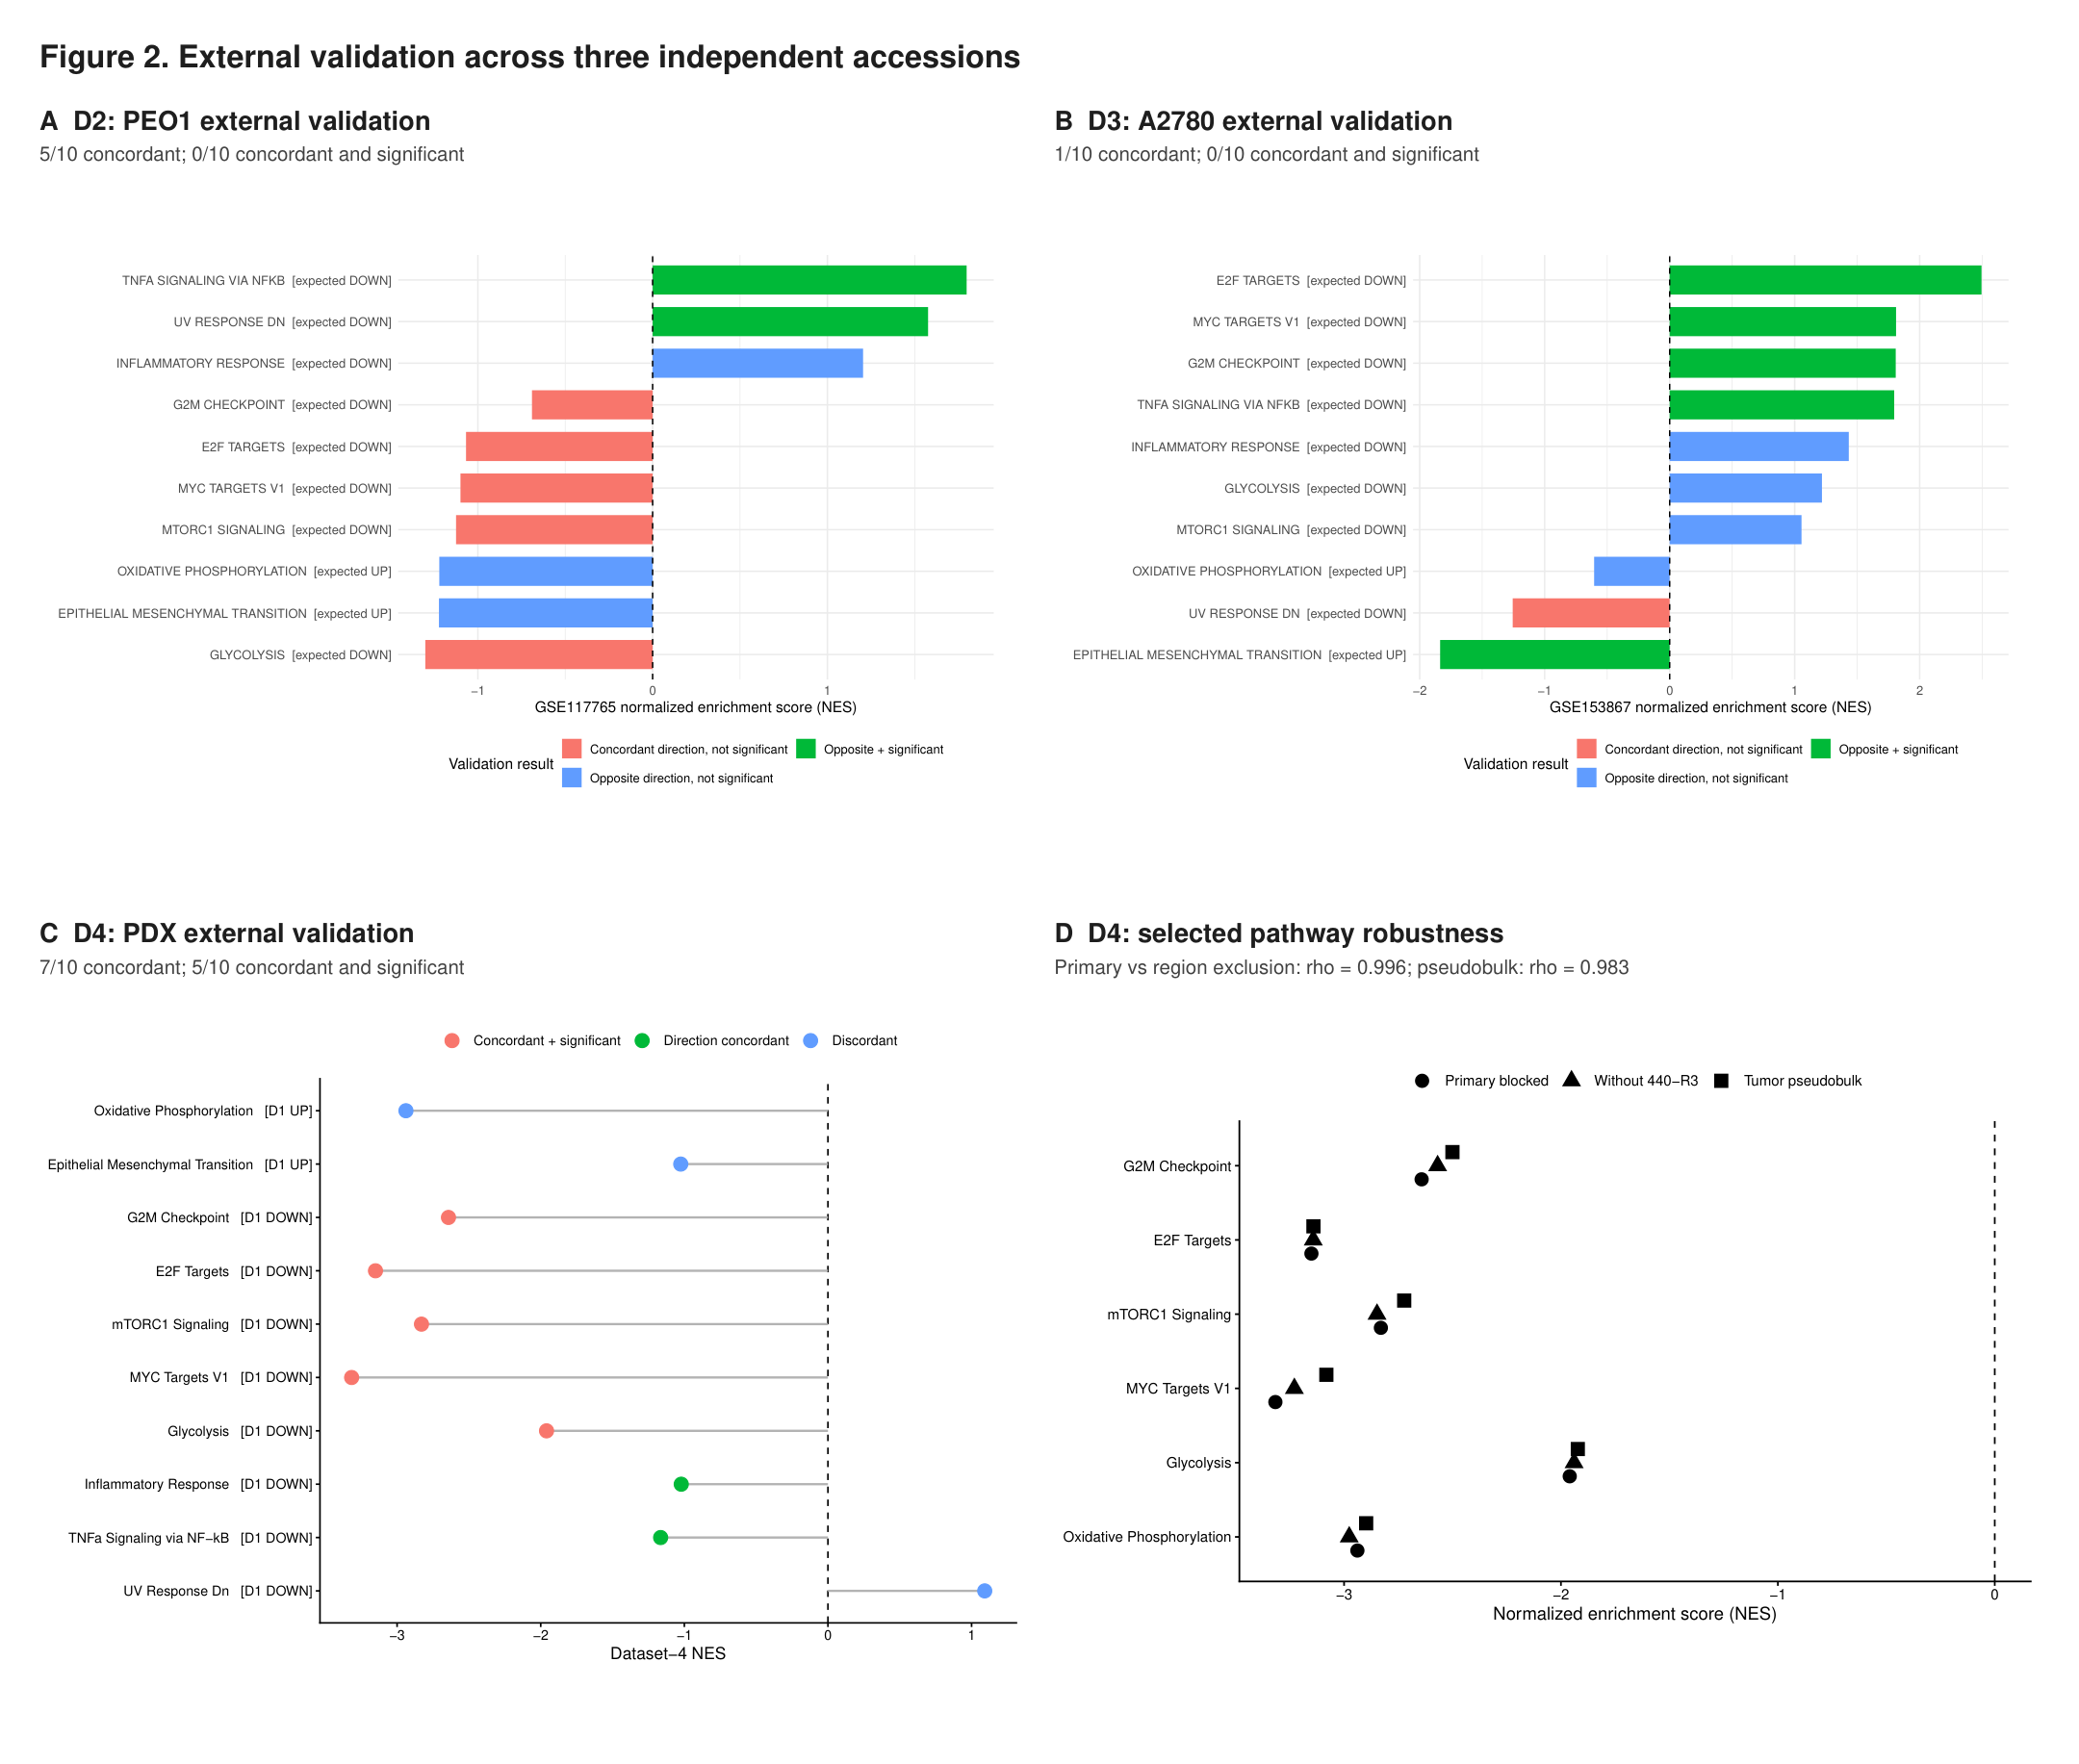 Figure 2. External validation across three independent accessions
A D2: PEO1 external validation
5/10 concordant; 0/10 concordant and significant
TNFA SIGNALING VIA NFKB [expected DOWN]
UV RESPONSE DN [expected DOWN]
INFLAMMATORY RESPONSE [expected DOWN]
G2M CHECKPOINT [expected DOWN]
E2F TARGETS [expected DOWN]
MYC TARGETS V1 [expected DOWN]
MTORC1 SIGNALING [expected DOWN]
OXIDATIVE PHOSPHORYLATION [expected UP]
EPITHELIAL MESENCHYMAL TRANSITION [expected UP]
GLYCOLYSIS [expected DOWN]
−1 0 1
GSE117765 normalized enrichment score (NES)
Validation result
Concordant direction, not significant
Opposite + significant
Opposite direction, not significant
B D3: A2780 external validation
1/10 concordant; 0/10 concordant and significant
E2F TARGETS [expected DOWN]
MYC TARGETS V1 [expected DOWN]
G2M CHECKPOINT [expected DOWN]
TNFA SIGNALING VIA NFKB [expected DOWN]
INFLAMMATORY RESPONSE [expected DOWN]
GLYCOLYSIS [expected DOWN]
MTORC1 SIGNALING [expected DOWN]
OXIDATIVE PHOSPHORYLATION [expected UP]
UV RESPONSE DN [expected DOWN]
EPITHELIAL MESENCHYMAL TRANSITION [expected UP]
−2 −1 0 1 2
GSE153867 normalized enrichment score (NES)
Validation result
Concordant direction, not significant
Opposite + significant
Opposite direction, not significant
C D4: PDX external validation
7/10 concordant; 5/10 concordant and significant
Concordant + significant
Direction concordant
Discordant
Oxidative Phosphorylation [D1 UP]
Epithelial Mesenchymal Transition [D1 UP]
G2M Checkpoint [D1 DOWN]
E2F Targets [D1 DOWN]
mTORC1 Signaling [D1 DOWN]
MYC Targets V1 [D1 DOWN]
Glycolysis [D1 DOWN]
Inflammatory Response [D1 DOWN]
TNFa Signaling via NF−kB [D1 DOWN]
UV Response Dn [D1 DOWN]
−3 −2 −1 0 1
Dataset−4 NES
D D4: selected pathway robustness
Primary vs region exclusion: rho = 0.996; pseudobulk: rho = 0.983
Primary blocked
Without 440−R3
Tumor pseudobulk
G2M Checkpoint
E2F Targets
mTORC1 Signaling
MYC Targets V1
Glycolysis
Oxidative Phosphorylation
−3 −2 −1 0
Normalized enrichment score (NES)